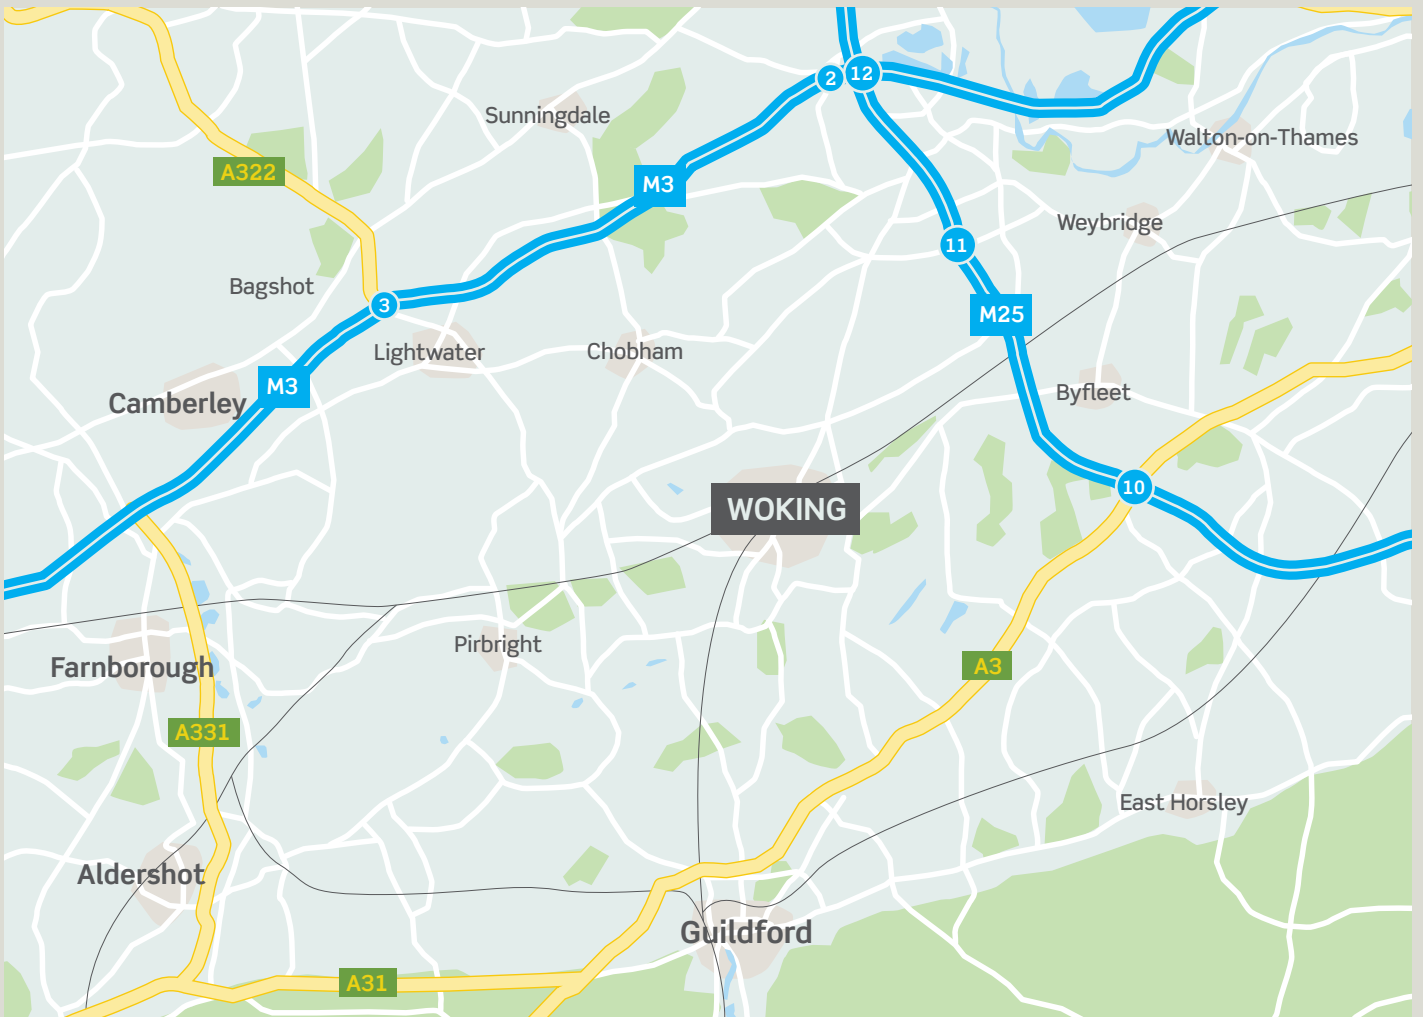 2
12
Sunningdale
Walton-on-Thames
A322
M3
Weybridge
11
Bagshot
3
M25
Lightwater
Chobham
M3
Camberley
Byfleet
10
WOKING
Pirbright
Farnborough
A3
A331
East Horsley
Aldershot
Guildford
A31